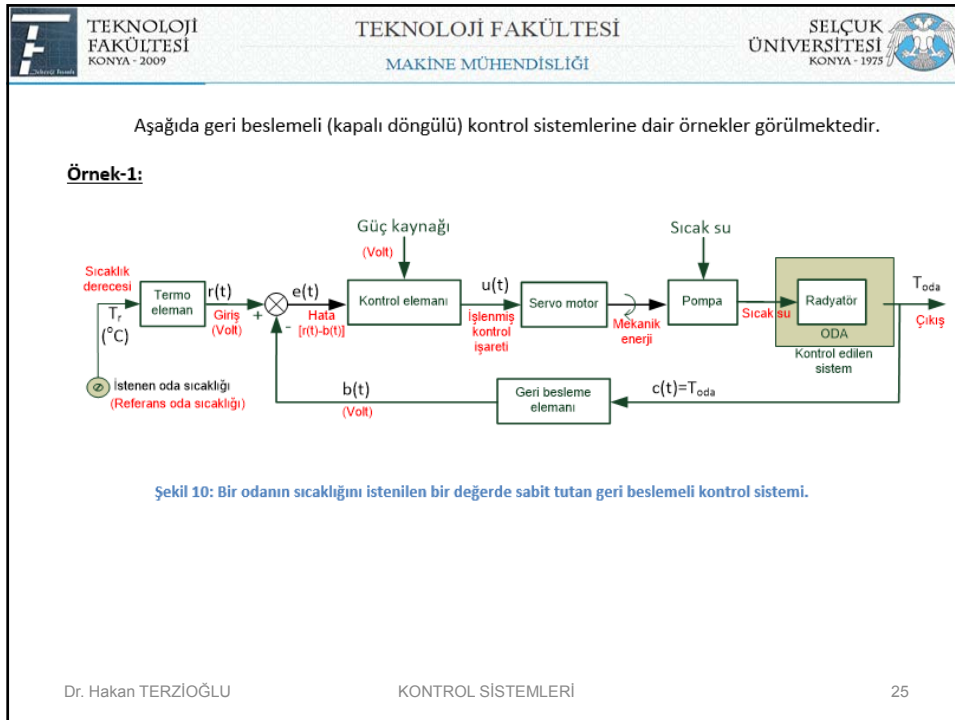 TEKNOLOJİ
FAKÜLTESİ
KONYA - 2009
TEKNOLOJİ FAKÜLTESİ
MAKİNE MÜHENDİSLİĞİ
SELÇUK
ÜNİVERSİTESİ
KONYA - 1975
Aşağıda geri beslemeli (kapalı döngülü) kontrol sistemlerine dair örnekler görülmektedir.
Örnek-1:
Güç kaynağı
(Volt)
Sıcak su
Sıcaklık
derecesi
Tr
(°C)
Termo
eleman
r(t)
Giriş
(Volt)
+
-
e(t)
Hata
[r(t)-b(t)]
Kontrol elemanı
u(t)
İşlenmiş
kontrol
işareti
Servo motor
Mekanik
enerji
Pompa
Sıcak su
Radyatör
ODA
Kontrol edilen
sistem
Toda
Çıkış
İstenen oda sıcaklığı
(Referans oda sıcaklığı)
b(t)
(Volt)
Geri besleme
elemanı
c(t)=Toda
Şekil 10: Bir odanın sıcaklığını istenilen bir değerde sabit tutan geri beslemeli kontrol sistemi.
Dr. Hakan TERZİOĞLU
KONTROL SİSTEMLERİ
25